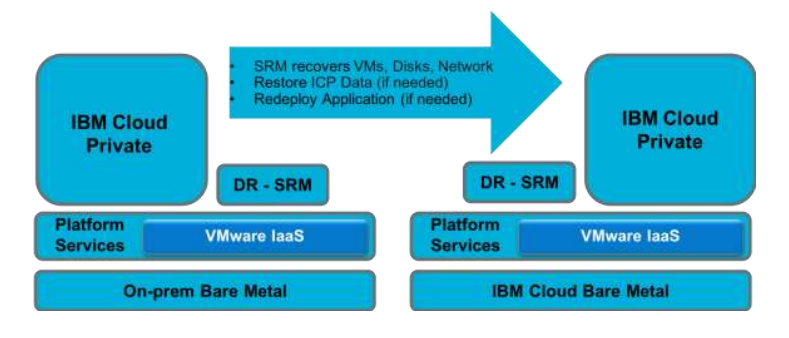 • SRM recovers VMs, Disks, Network
• Restore ICP Data (if needed)
• Redeploy Application (if needed)
IBM Cloud
Private
DR - SRM
Platform
Services
VMware IaaS
On-prem Bare Metal
IBM Cloud
Private
DR - SRM
Platform
Services
VMware IaaS
IBM Cloud Bare Metal